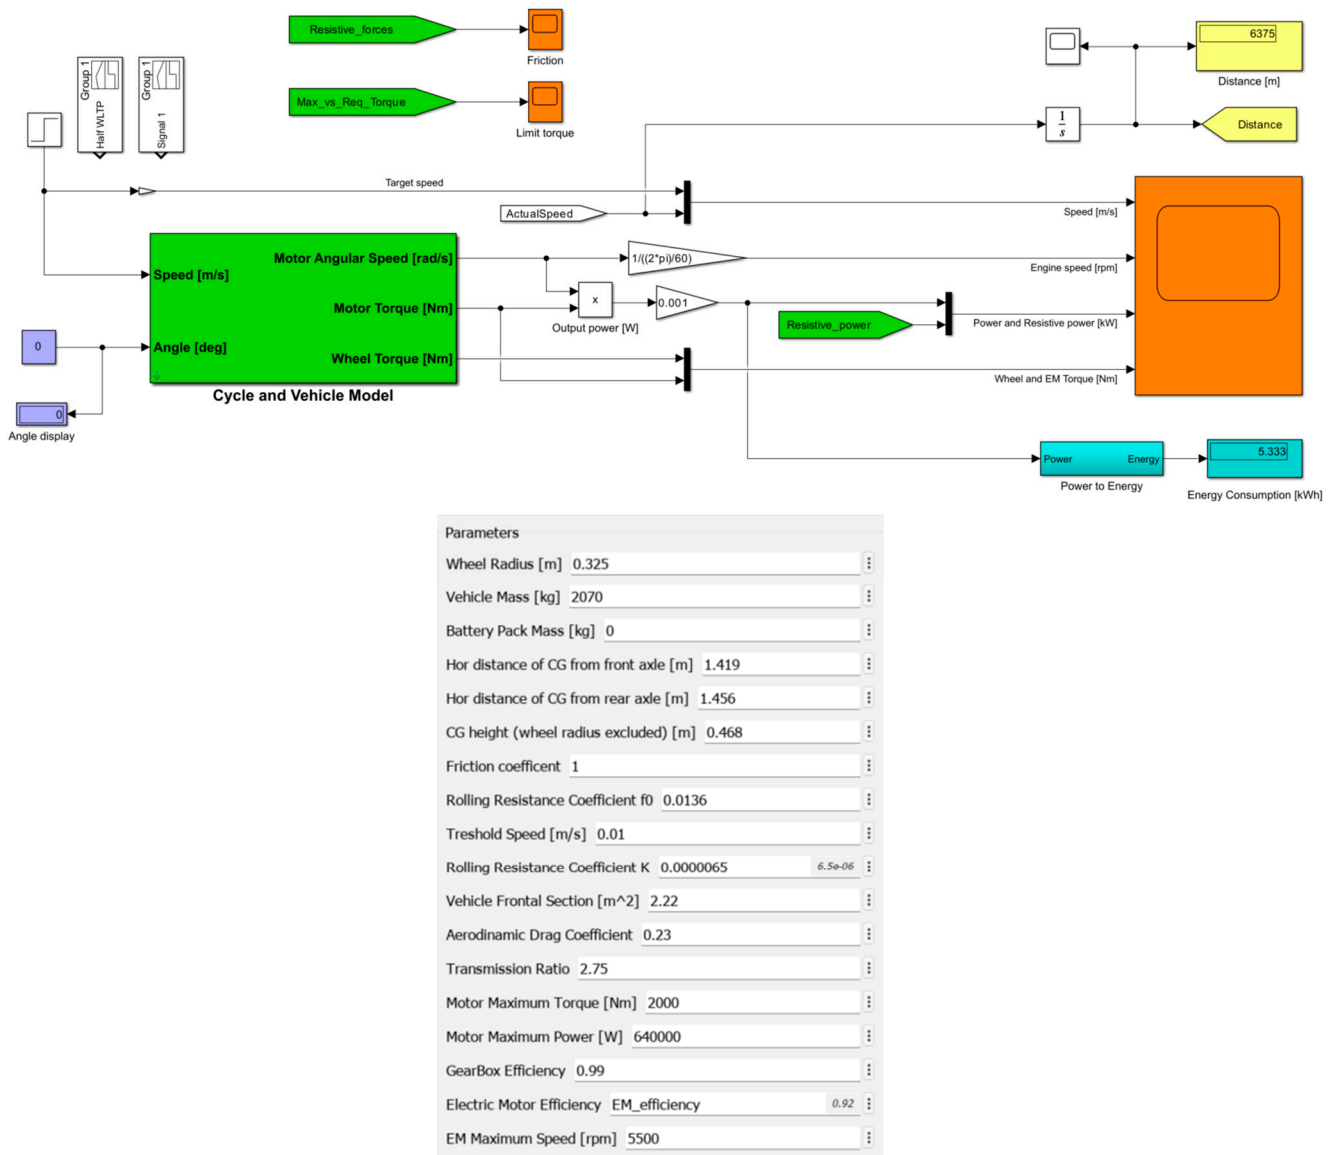 Resistive_forces
Friction
6375
Distance [m]
Group 1
Half WLTP
Group 1
Signal 1
Max_vs_Req_Torque
Limit torque
1
s
Distance
Target speed
ActualSpeed
Speed [m/s]
Motor Angular Speed [rad/s]
Speed [m/s]
1/((2*pi)/60)
Engine speed [rpm]
Motor Torque [Nm]
x
Output power [W]
0.001
Resistive_power
Power and Resistive power [kW]
0
Angle [deg]
Wheel Torque [Nm]
Wheel and EM Torque [Nm]
Cycle and Vehicle Model
0
Angle display
Power
Energy
Power to Energy
5.333
Energy Consumption [kWh]
Parameters
Wheel Radius [m] 0.325
Vehicle Mass [kg] 2070
Battery Pack Mass [kg] 0
Hor distance of CG from front axle [m] 1.419
Hor distance of CG from rear axle [m] 1.456
CG height (wheel radius excluded) [m] 0.468
Friction coefficent 1
Rolling Resistance Coefficient f0 0.0136
Treshold Speed [m/s] 0.01
Rolling Resistance Coefficient K 0.0000065 6.5e-06
Vehicle Frontal Section [m^2] 2.22
Aerodinamic Drag Coefficient 0.23
Transmission Ratio 2.75
Motor Maximum Torque [Nm] 2000
Motor Maximum Power [W] 640000
GearBox Efficiency 0.99
Electric Motor Efficiency EM_efficiency 0.92
EM Maximum Speed [rpm] 5500